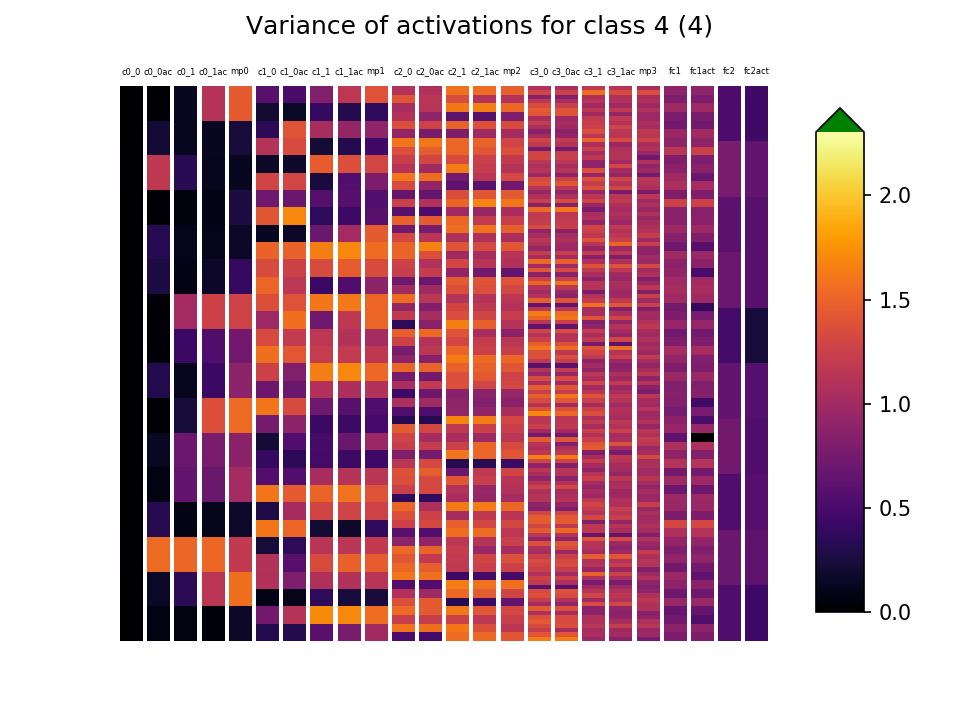 Variance of activations for class 4 (4)
c0_0 c0_0ac c0_1 c0_1ac mp0 c1_0 c1_0ac c1_1 c1_1ac mp1 c2_0 c2_0ac c2_1 c2_1ac mp2 c3_0 c3_0ac c3_1 c3_1ac mp3 fc1 fc1act fc2 fc2act
2.0
1.5
1.0
0.5
0.0